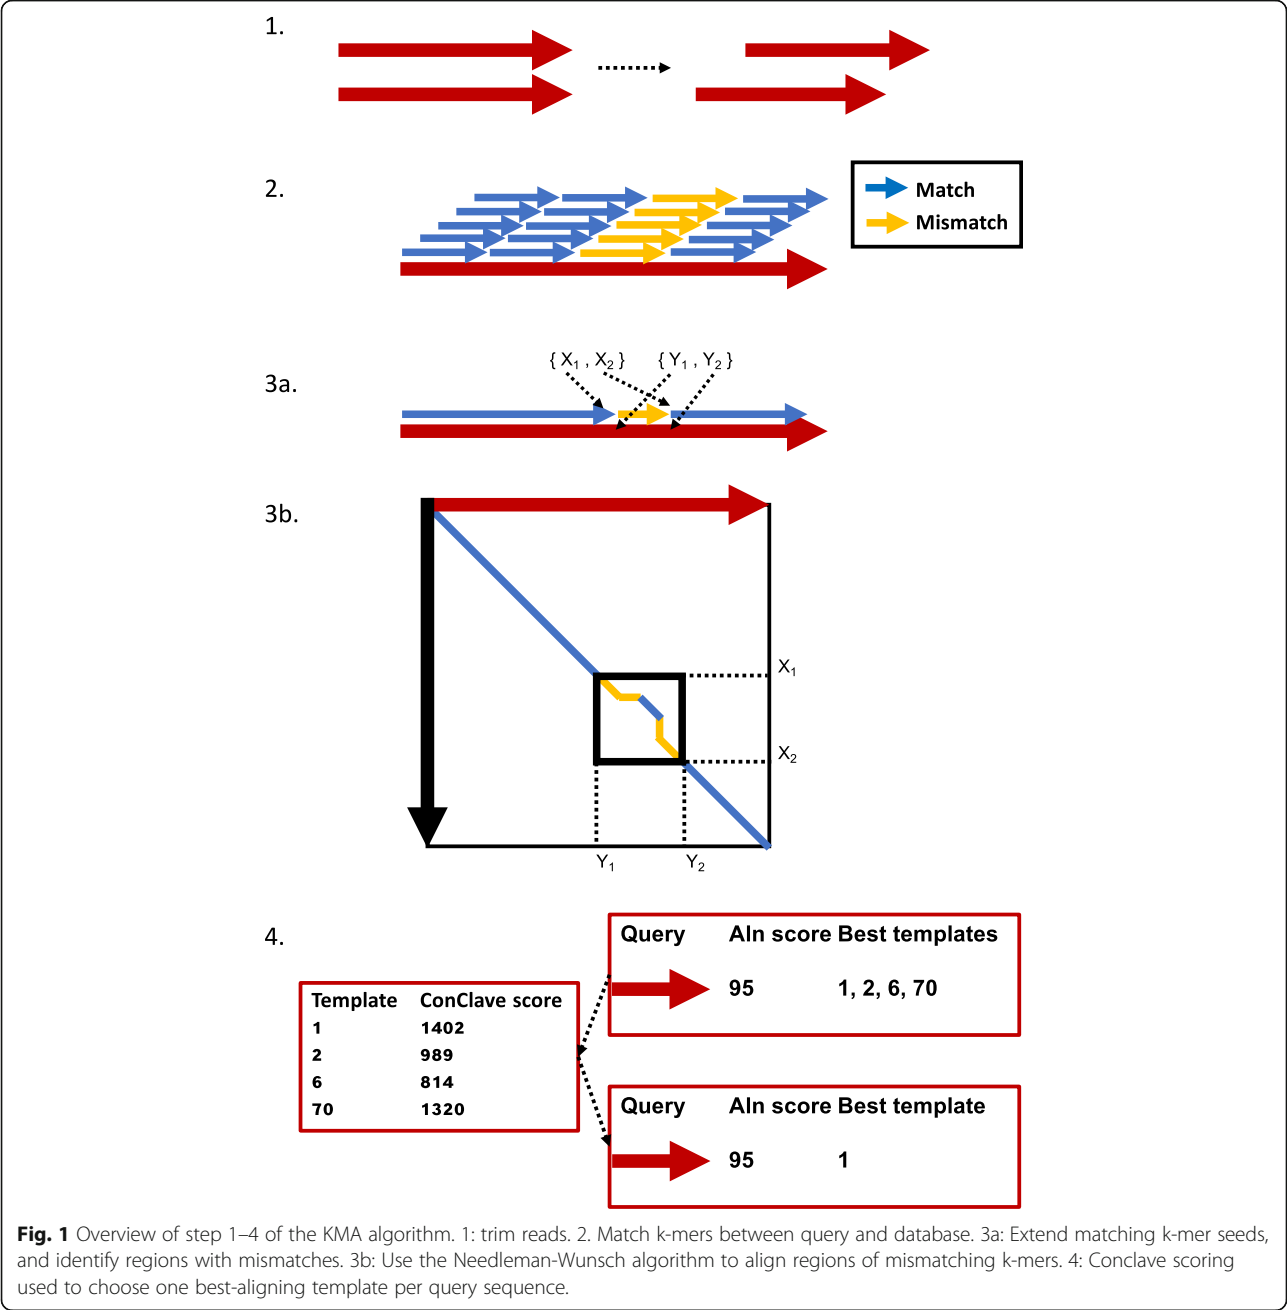 1.
2.
Match
Mismatch
3a.
{ X₁ , X₂ } { Y₁ , Y₂ }
3b.
X₁
X₂
Y₁ Y₂
4.
Query Aln score Best templates
95 1, 2, 6, 70
Template ConClave score
1 1402
2 989
6 814
70 1320
Query Aln score Best template
95 1
Fig. 1 Overview of step 1–4 of the KMA algorithm. 1: trim reads. 2. Match k-mers between query and database. 3a: Extend matching k-mer seeds,
and identify regions with mismatches. 3b: Use the Needleman-Wunsch algorithm to align regions of mismatching k-mers. 4: Conclave scoring
used to choose one best-aligning template per query sequence.